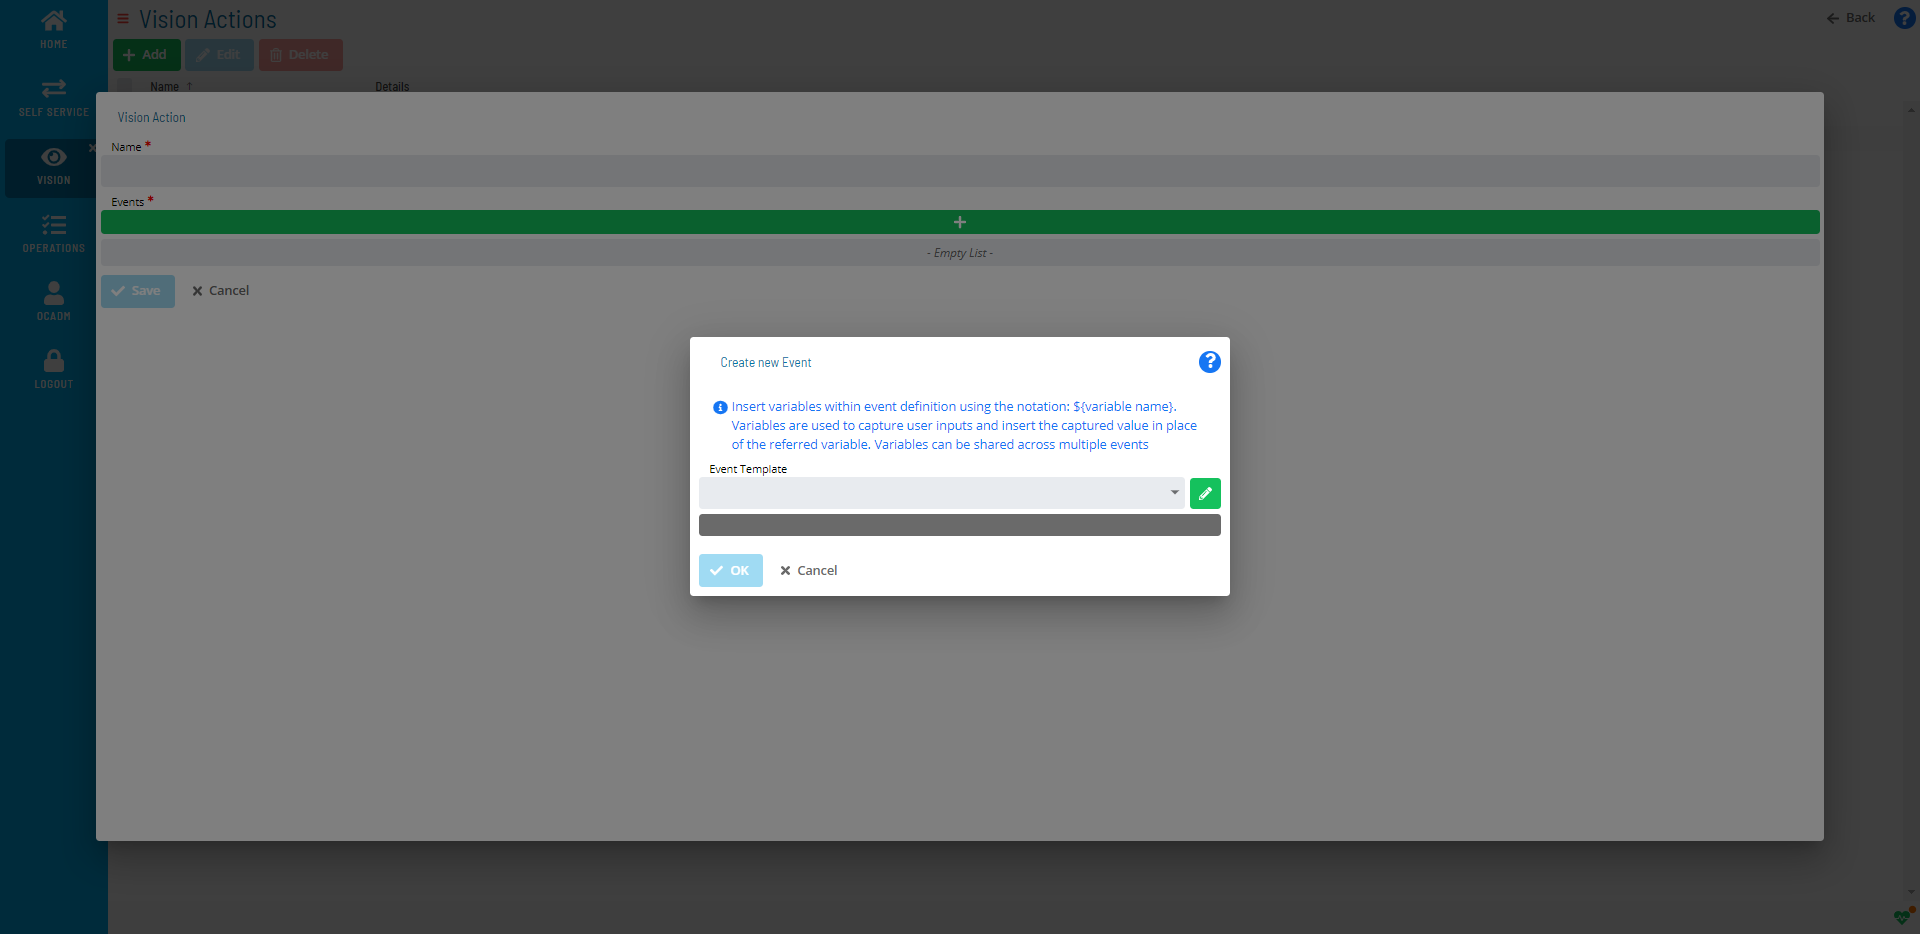 HOME
SELF SERVICE
VISION
OPERATIONS
OCADM
LOGOUT
Vision Actions
Back
Add
Edit
Delete
Name ↑
Details
Vision Action
Name *
Events *
+
- Empty List -
Save
Cancel
Create new Event
Insert variables within event definition using the notation: ${variable name}.
Variables are used to capture user inputs and insert the captured value in place
of the referred variable. Variables can be shared across multiple events
Event Template
OK
Cancel